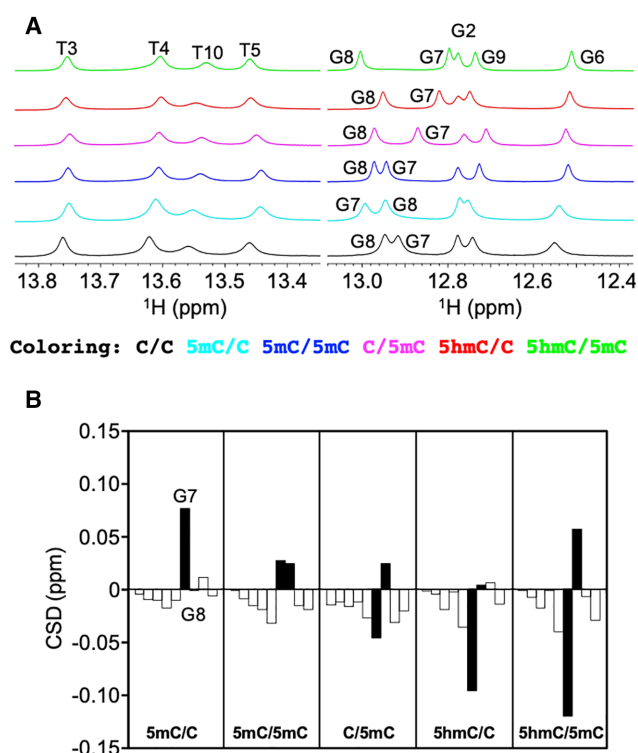 A
T3 T4 T10 T5 G8 G7 G2 G9 G6
G8 G7
G8 G7
G8 G7
G7 G8
G8 G7
13.8 13.7 13.6 13.5 13.4 13.0 12.8 12.6 12.4
¹H (ppm) ¹H (ppm)
Coloring: C/C 5mC/C 5mC/5mC C/5mC 5hmC/C 5hmC/5mC
B
0.15
0.10
0.05
0
-0.05
-0.10
-0.15
CSD (ppm)
G7
G8
5mC/C 5mC/5mC C/5mC 5hmC/C 5hmC/5mC